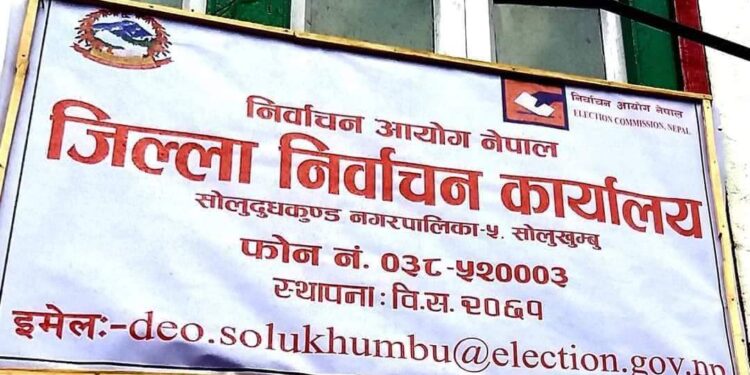 निर्वाचन आयोग नेपाल
ELECTION COMMISSION, NEPAL
निर्वाचन आयोग नेपाल
जिल्ला निर्वाचन कार्यालय
सोलुदुधकुण्ड नगरपालिका-५, सोलुखुम्बु
फोन नं. ०३८-५२०००३
स्थापना : वि.स. २०६१
इमेल:-deo.solukhumbu@election.gov.np